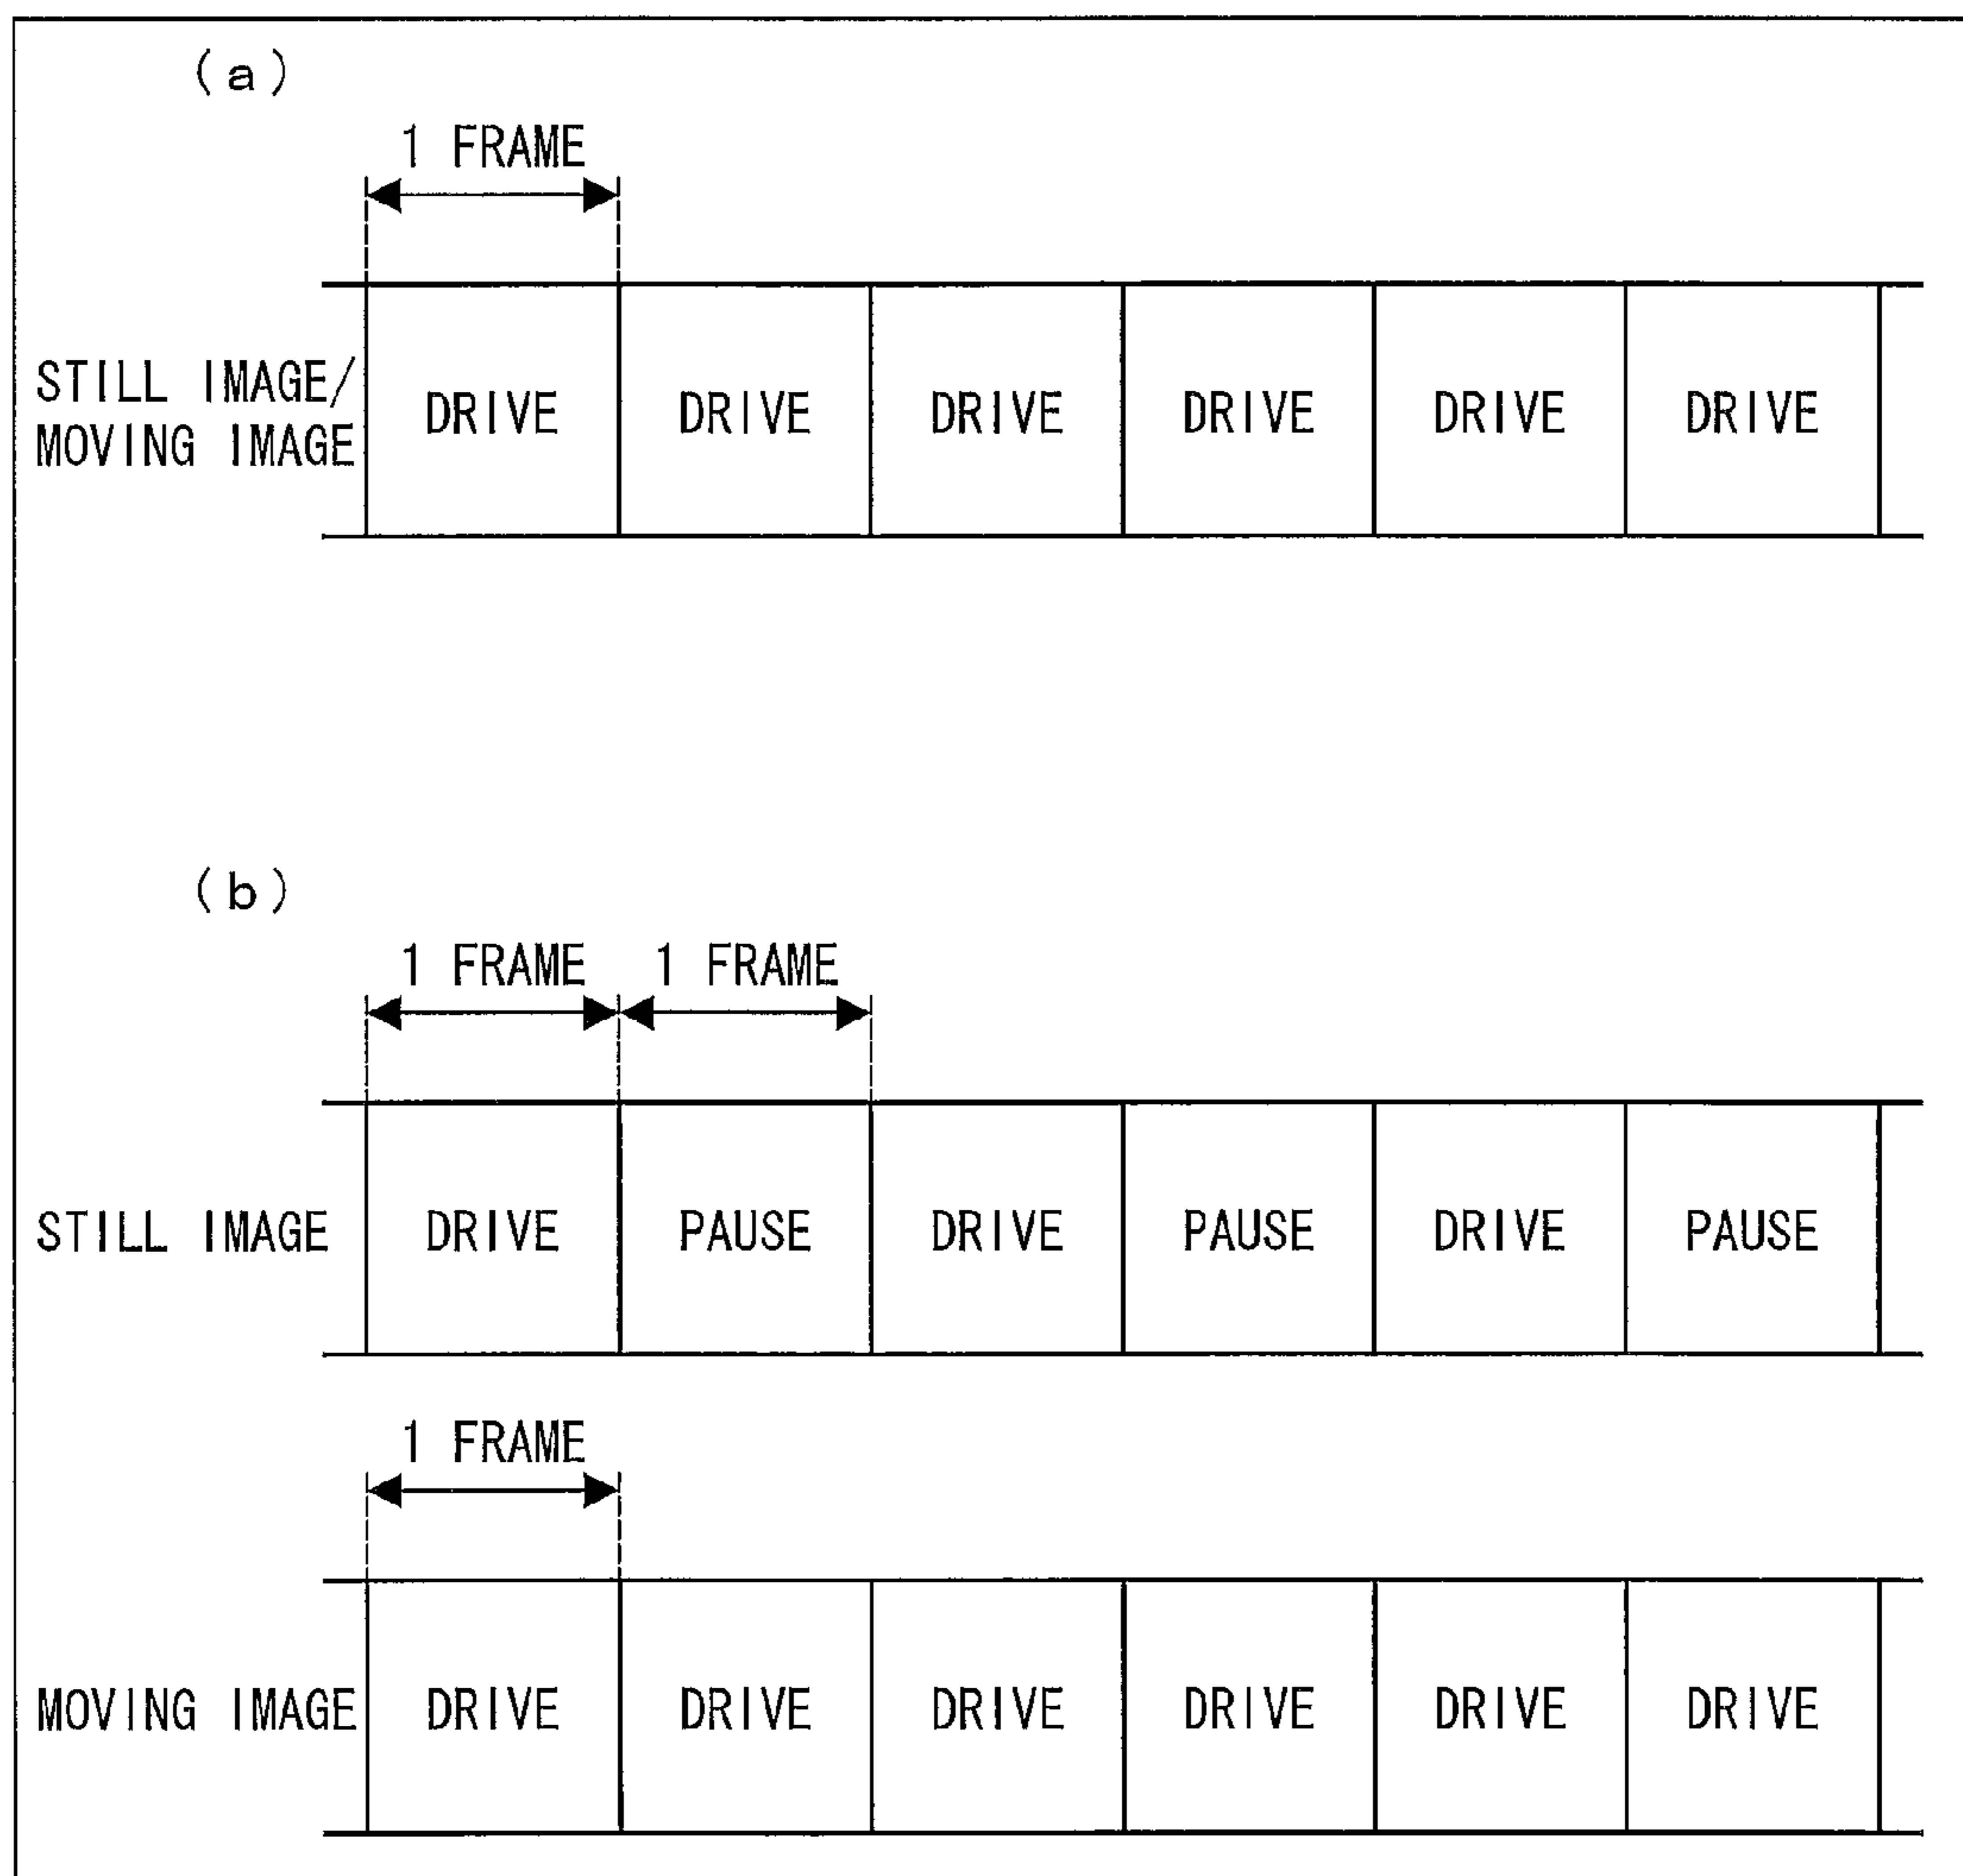 (a)
1 FRAME
STILL IMAGE/
MOVING IMAGE
DRIVE DRIVE DRIVE DRIVE DRIVE DRIVE
(b)
1 FRAME 1 FRAME
STILL IMAGE DRIVE PAUSE DRIVE PAUSE DRIVE PAUSE
1 FRAME
MOVING IMAGE DRIVE DRIVE DRIVE DRIVE DRIVE DRIVE